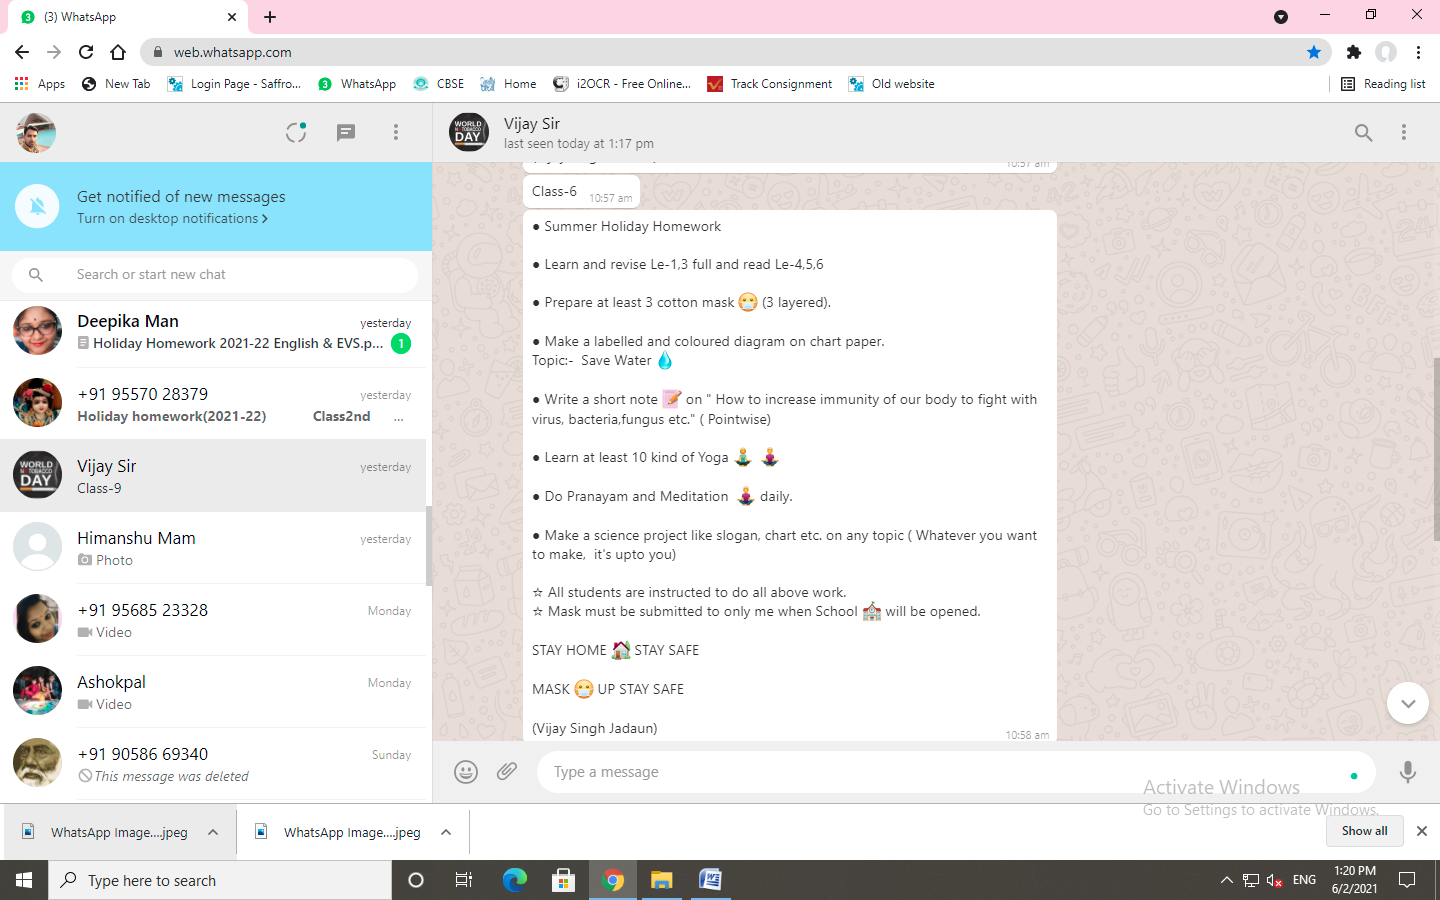 (3) WhatsApp
web.whatsapp.com
Apps New Tab Login Page - Saffro... WhatsApp CBSE Home i2OCR - Free Online... Track Consignment Old website Reading list
Get notified of new messages
Turn on desktop notifications >
Search or start new chat
Deepika Man yesterday
Holiday Homework 2021-22 English & EVS.p... 1
+91 95570 28379 yesterday
Holiday homework(2021-22) Class2nd ...
Vijay Sir yesterday
Class-9
Himanshu Mam yesterday
Photo
+91 95685 23328 Monday
Video
Ashokpal Monday
Video
+91 90586 69340 Sunday
This message was deleted
WORLD NO TOBACCO DAY
Vijay Sir
last seen today at 1:17 pm
10:57 am
Class-6 10:57 am
● Summer Holiday Homework
● Learn and revise Le-1,3 full and read Le-4,5,6
● Prepare at least 3 cotton mask 😷 (3 layered).
● Make a labelled and coloured diagram on chart paper.
Topic:- Save Water 💧
● Write a short note 📝 on " How to increase immunity of our body to fight with
virus, bacteria,fungus etc." ( Pointwise)
● Learn at least 10 kind of Yoga 🧘 🧘
● Do Pranayam and Meditation 🧘 daily.
● Make a science project like slogan, chart etc. on any topic ( Whatever you want
to make, it's upto you)
☆ All students are instructed to do all above work.
☆ Mask must be submitted to only me when School 🏫 will be opened.
STAY HOME 🏠 STAY SAFE
MASK 😷 UP STAY SAFE
(Vijay Singh Jadaun)
10:58 am
Type a message
Activate Windows
Go to Settings to activate Windows.
WhatsApp Image....jpeg WhatsApp Image....jpeg Show all
Type here to search
ENG
1:20 PM
6/2/2021